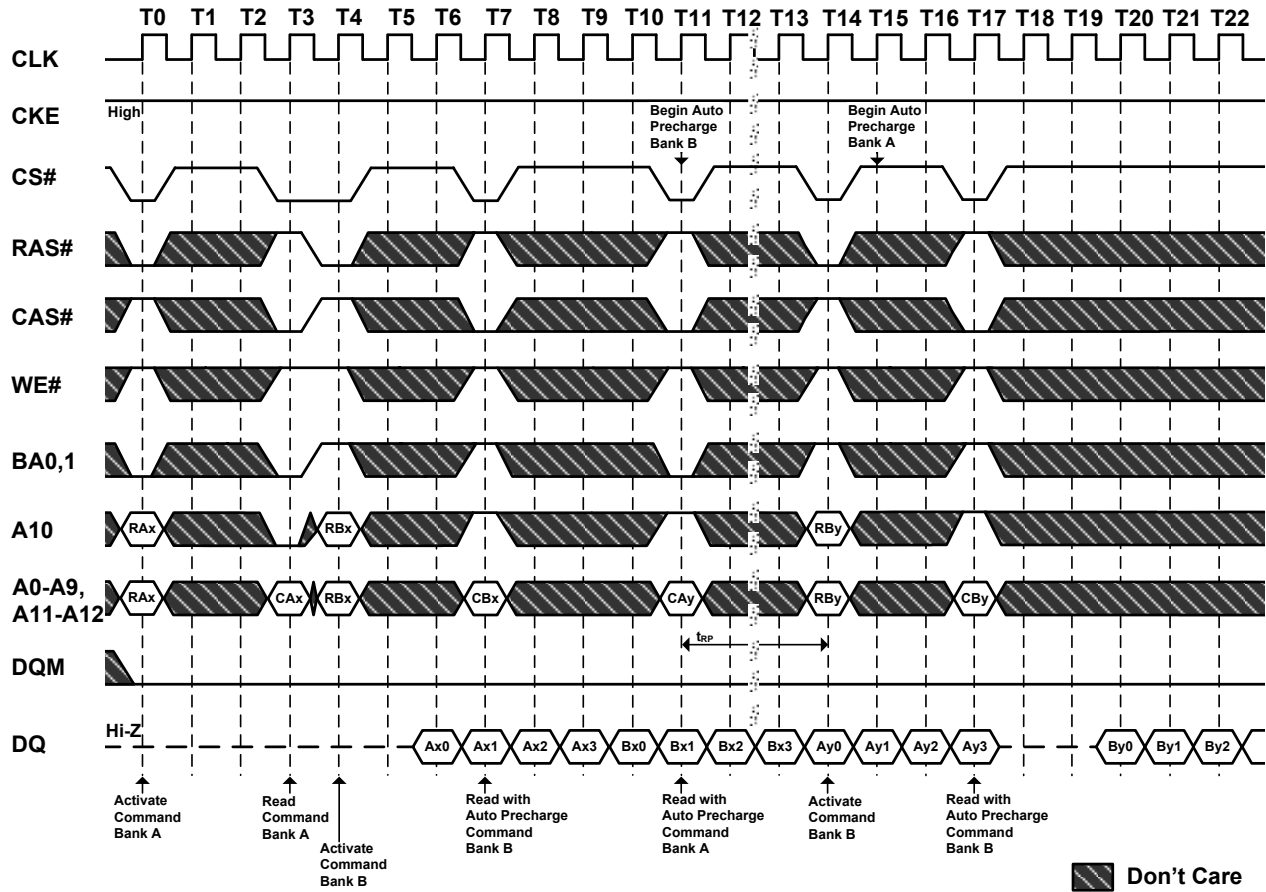 T0 T1 T2 T3 T4 T5 T6 T7 T8 T9 T10 T11 T12 T13 T14 T15 T16 T17 T18 T19 T20 T21 T22
CLK
CKE
High
Begin Auto
Precharge
Bank B
Begin Auto
Precharge
Bank A
CS#
RAS#
CAS#
WE#
BA0,1
A10
RAx RBx RBy
A0-A9,
A11-A12
RAx CAx RBx CBx CAy RBy CBy
tRP
DQM
DQ
Hi-Z
Ax0 Ax1 Ax2 Ax3 Bx0 Bx1 Bx2 Bx3 Ay0 Ay1 Ay2 Ay3 By0 By1 By2
Activate
Command
Bank A
Read
Command
Bank A
Activate
Command
Bank B
Read with
Auto Precharge
Command
Bank B
Read with
Auto Precharge
Command
Bank A
Activate
Command
Bank B
Read with
Auto Precharge
Command
Bank B
Don't Care